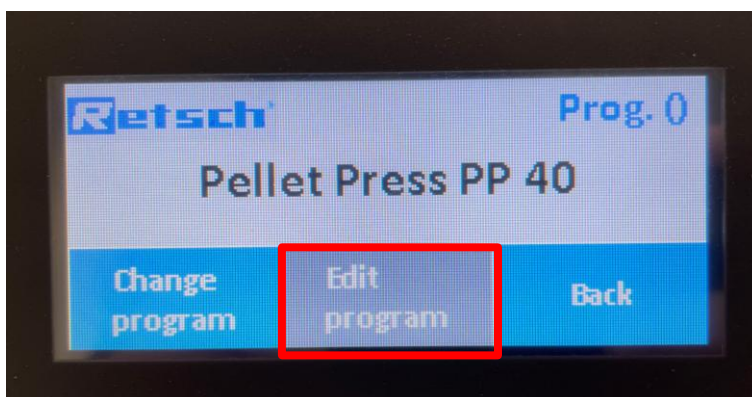 Retsch Prog. 0
Pellet Press PP 40
Change program
Edit program
Back